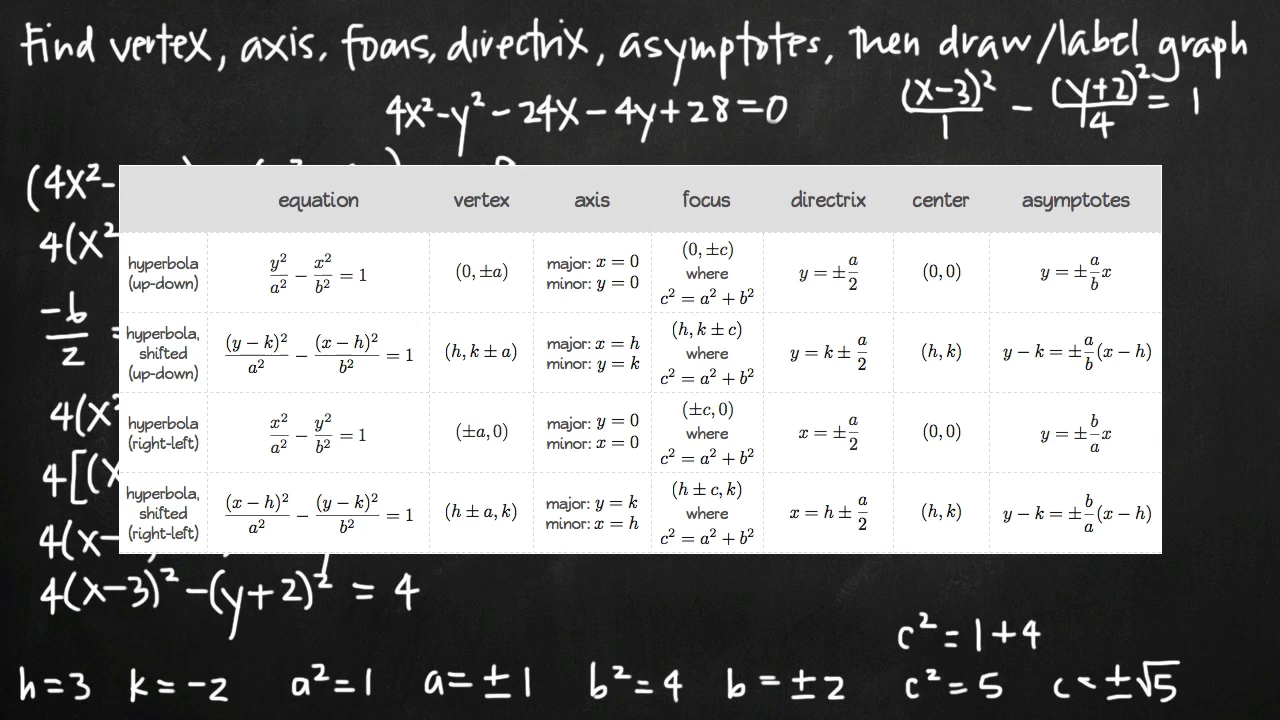 Find vertex, axis, focus, directrix, asymptotes, then draw/label graph
4x² - y² - 24x - 4y + 28 = 0
(x-3)²/1 - (y+2)²/4 = 1
(4x²-
4(x²
-b/2 =
4(x²
4[(x
4(x-
4(x-3)² - (y+2)² = 4
equation vertex axis focus directrix center asymptotes
hyperbola (up-down) y²/a² - x²/b² = 1 (0, ±a) major: x = 0 minor: y = 0 (0, ±c) where c² = a² + b² y = ±a/2 (0, 0) y = ±(a/b)x
hyperbola, shifted (up-down) (y - k)²/a² - (x - h)²/b² = 1 (h, k ± a) major: x = h minor: y = k (h, k ± c) where c² = a² + b² y = k ± a/2 (h, k) y - k = ±(a/b)(x - h)
hyperbola (right-left) x²/a² - y²/b² = 1 (±a, 0) major: y = 0 minor: x = 0 (±c, 0) where c² = a² + b² x = ±a/2 (0, 0) y = ±(b/a)x
hyperbola, shifted (right-left) (x - h)²/a² - (y - k)²/b² = 1 (h ± a, k) major: y = k minor: x = h (h ± c, k) where c² = a² + b² x = h ± a/2 (h, k) y - k = ±(b/a)(x - h)
c² = 1+4
h=3 k=-2 a²=1 a=±1 b²=4 b=±2 c²=5 c=±√5